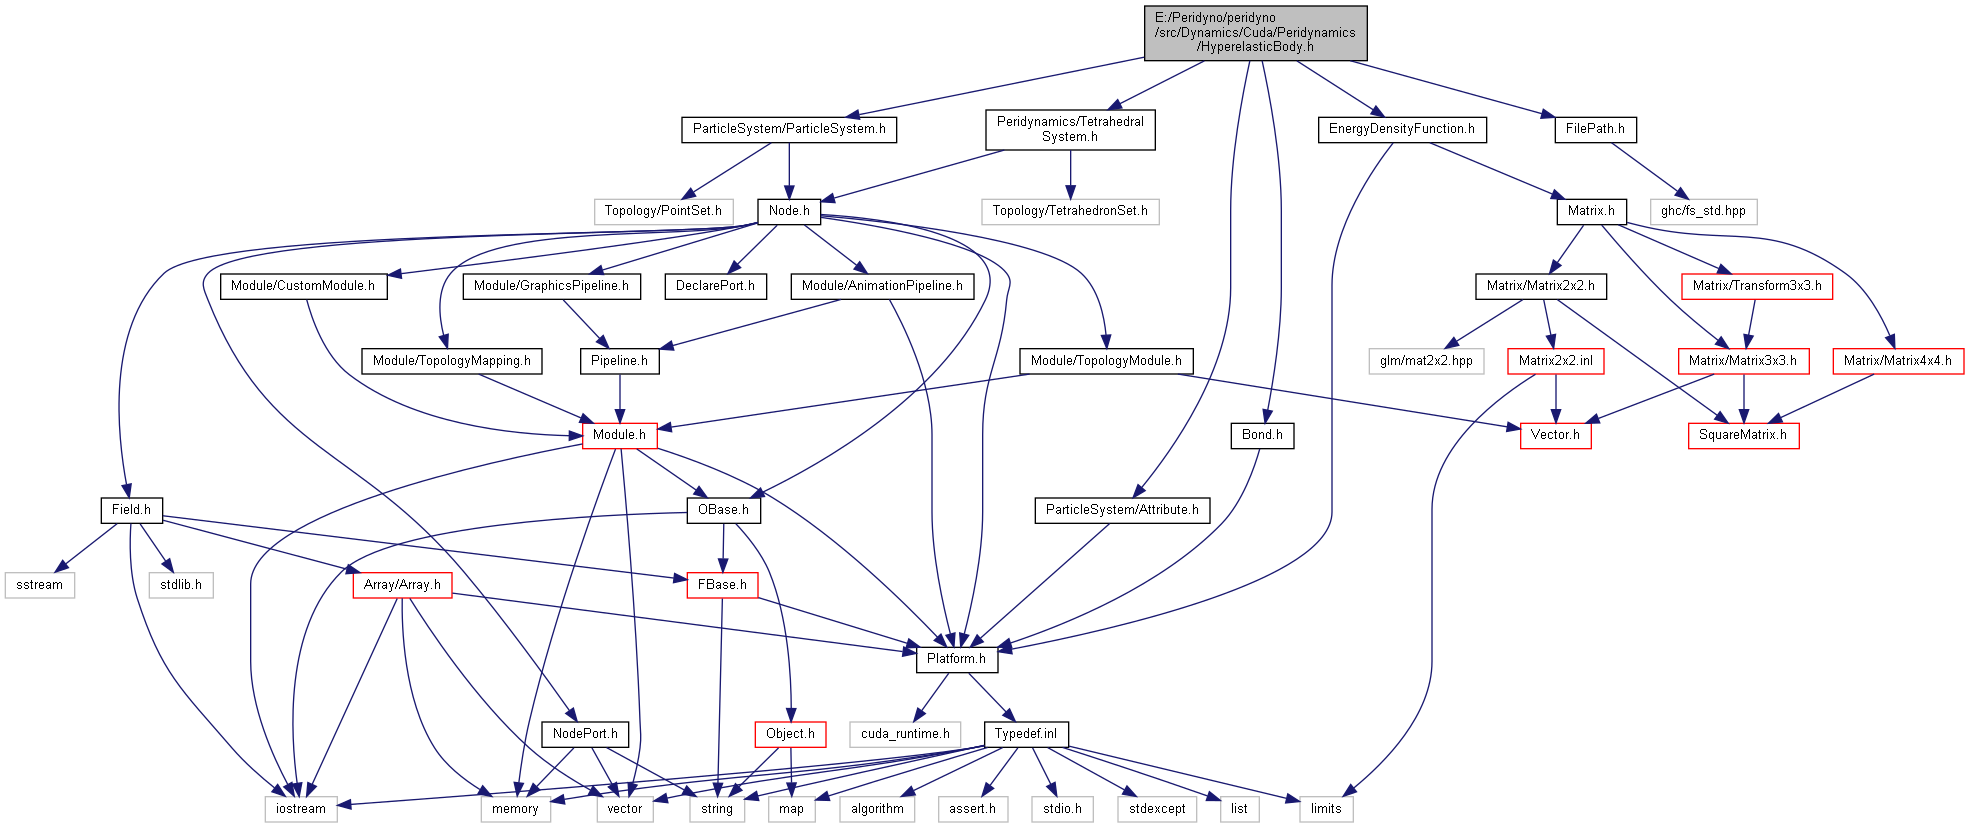 E:/Peridyno/peridyno
/src/Dynamics/Cuda/Peridynamics
/HyperelasticBody.h
ParticleSystem/ParticleSystem.h
Peridynamics/Tetrahedral
System.h
EnergyDensityFunction.h
FilePath.h
Topology/PointSet.h
Node.h
Topology/TetrahedronSet.h
Matrix.h
ghc/fs_std.hpp
Module/CustomModule.h
Module/GraphicsPipeline.h
DeclarePort.h
Module/AnimationPipeline.h
Matrix/Matrix2x2.h
Matrix/Transform3x3.h
Module/TopologyMapping.h
Pipeline.h
Module/TopologyModule.h
glm/mat2x2.hpp
Matrix2x2.inl
Matrix/Matrix3x3.h
Matrix/Matrix4x4.h
Module.h
Bond.h
Vector.h
SquareMatrix.h
Field.h
OBase.h
ParticleSystem/Attribute.h
sstream
stdlib.h
Array/Array.h
FBase.h
Platform.h
NodePort.h
Object.h
cuda_runtime.h
Typedef.inl
iostream
memory
vector
string
map
algorithm
assert.h
stdio.h
stdexcept
list
limits